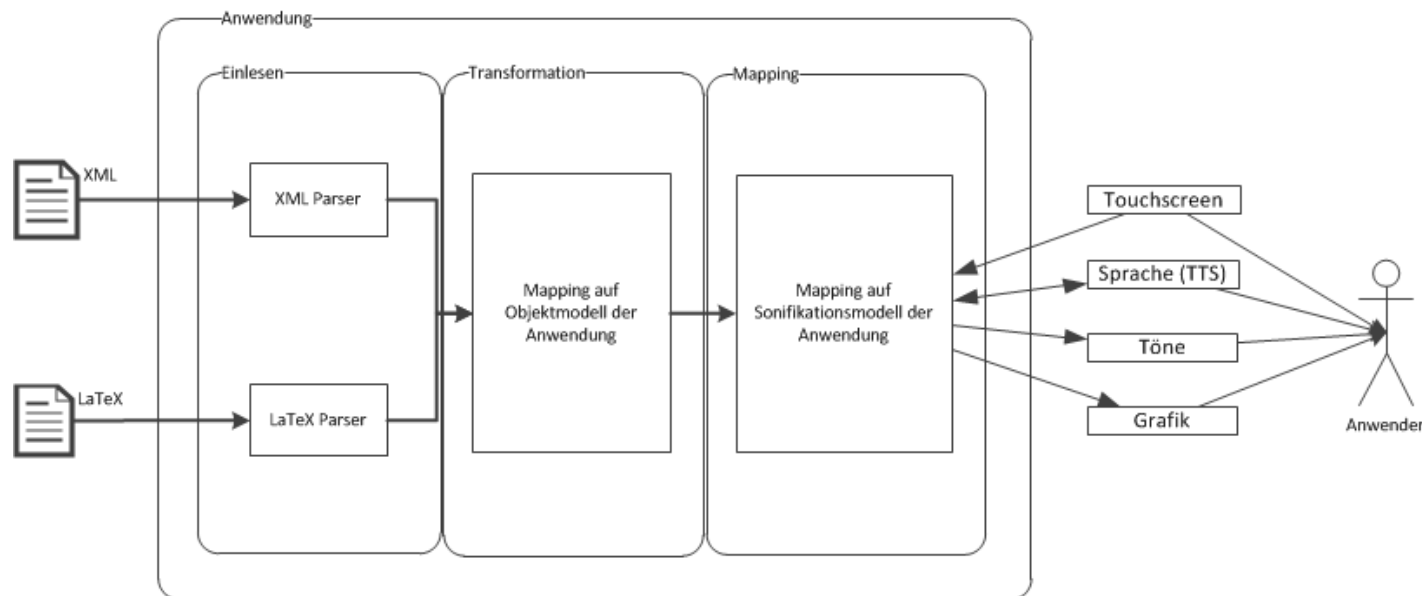 Anwendung
Einlesen
Transformation
Mapping
XML
XML Parser
LaTeX
LaTeX Parser
Mapping auf
Objektmodell der
Anwendung
Mapping auf
Sonifikationsmodell der
Anwendung
Touchscreen
Sprache (TTS)
Töne
Grafik
Anwender